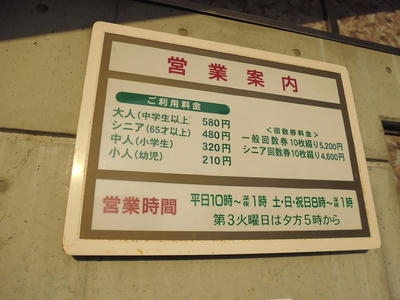 営業案内
ご利用料金
大人(中学生以上) 580円
シニア(65才以上) 480円
中人(小学生) 320円
小人(幼児) 210円
<回数券料金>
一般回数券10枚綴り5,200円
シニア回数券10枚綴り4,600円
営業時間
平日10時〜深夜1時 土・日・祝日8時〜深夜1時
第3火曜日は夕方5時から